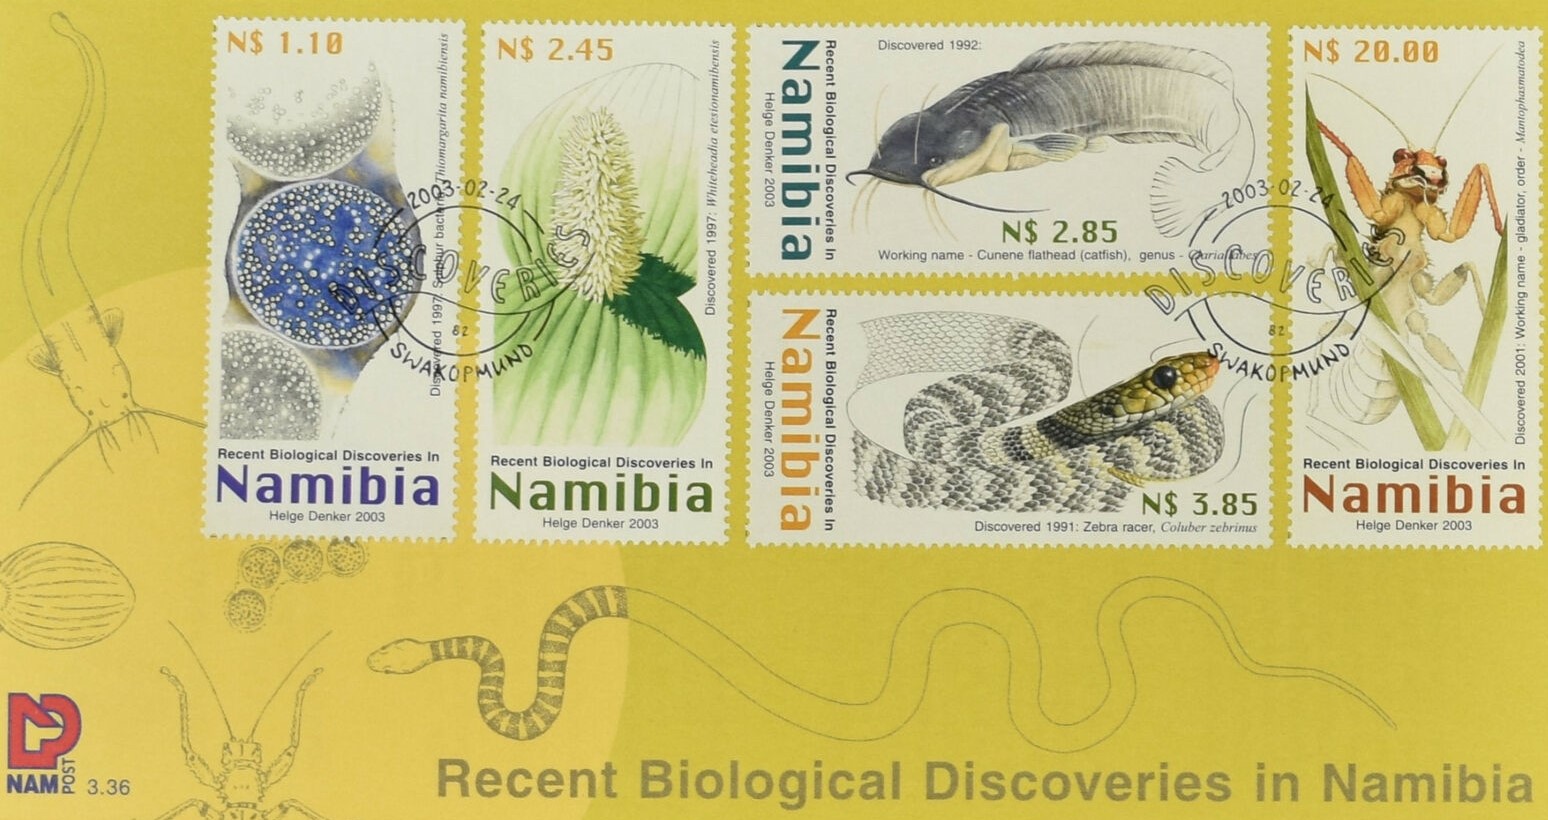 N$ 1.10
Discovered 1997: Sulphur bacteria, Thiomargarita namibiensis
Recent Biological Discoveries In
Namibia
Helge Denker 2003
N$ 2.45
Discovered 1997: Whiteheadia etesionamibensis
Recent Biological Discoveries In
Namibia
Helge Denker 2003
2003-02-24
DISCOVERIES
82
SWAKOPMUND
Recent Biological Discoveries In
Namibia
Helge Denker 2003
Discovered 1992:
N$ 2.85
Working name - Cunene flathead (catfish), genus - Clariallabes
Recent Biological Discoveries In
Namibia
Helge Denker 2003
N$ 3.85
Discovered 1991: Zebra racer, Coluber zebrinus
N$ 20.00
Discovered 2001: Working name - gladiator, order - Mantophasmatodea
Recent Biological Discoveries In
Namibia
Helge Denker 2003
2003-02-24
DISCOVERIES
82
SWAKOPMUND
NAM
POST
3.36
Recent Biological Discoveries in Namibia